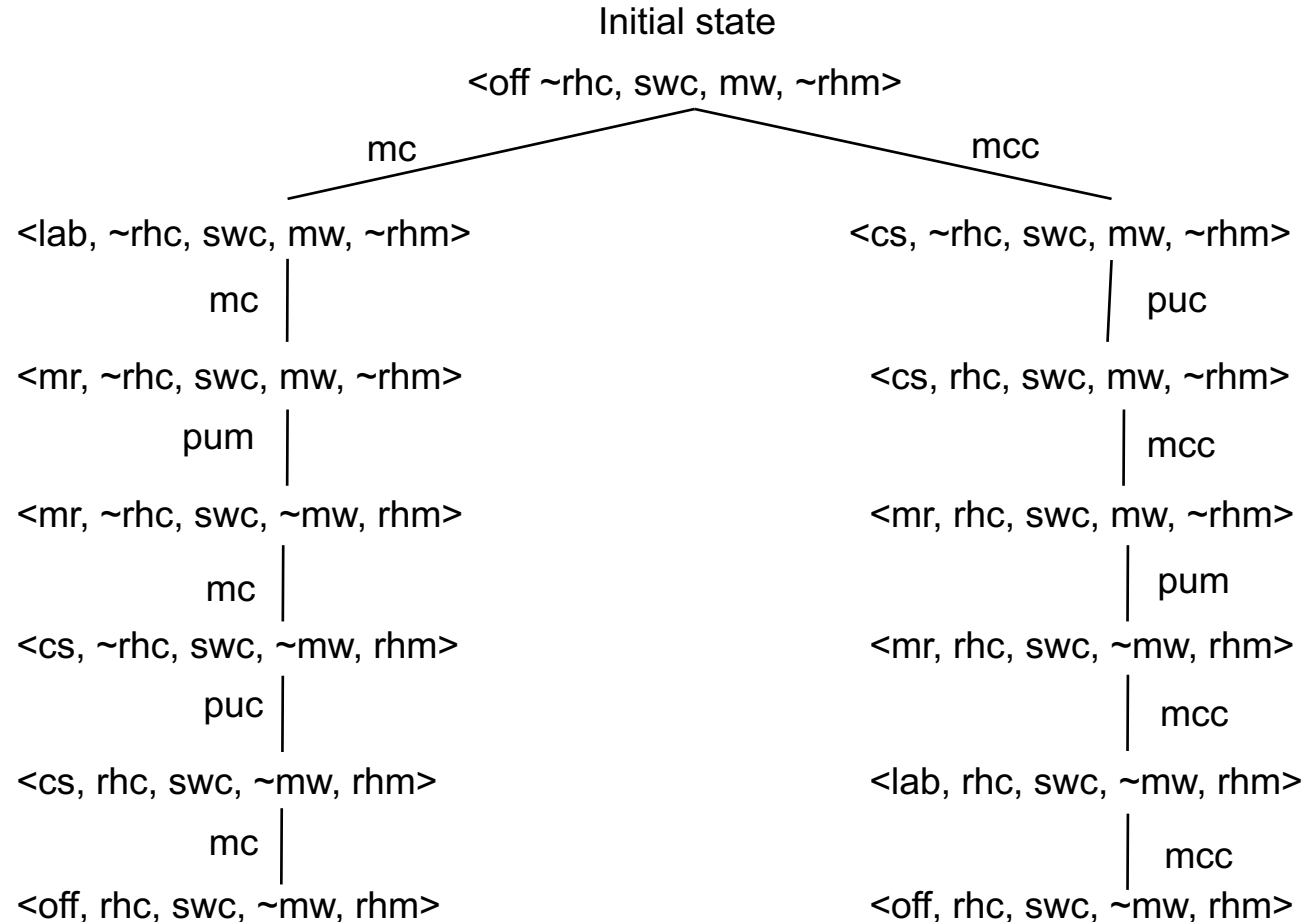 Initial state
<off ~rhc, swc, mw, ~rhm>
mc
mcc
<lab, ~rhc, swc, mw, ~rhm>
<cs, ~rhc, swc, mw, ~rhm>
mc
puc
<mr, ~rhc, swc, mw, ~rhm>
<cs, rhc, swc, mw, ~rhm>
pum
mcc
<mr, ~rhc, swc, ~mw, rhm>
<mr, rhc, swc, mw, ~rhm>
mc
pum
<cs, ~rhc, swc, ~mw, rhm>
<mr, rhc, swc, ~mw, rhm>
puc
mcc
<cs, rhc, swc, ~mw, rhm>
<lab, rhc, swc, ~mw, rhm>
mc
mcc
<off, rhc, swc, ~mw, rhm>
<off, rhc, swc, ~mw, rhm>